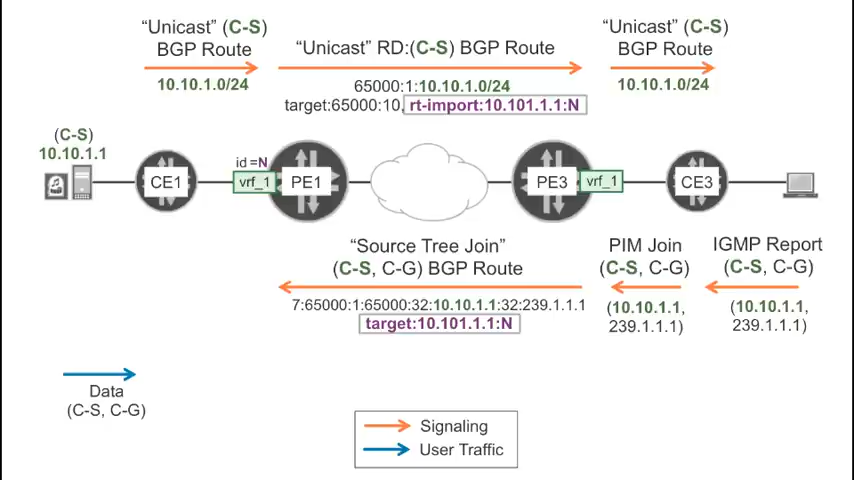 “Unicast” (C-S)
BGP Route
10.10.1.0/24
“Unicast” RD:(C-S) BGP Route
65000:1:10.10.1.0/24
target:65000:10, rt-import:10.101.1.1:N
“Unicast” (C-S)
BGP Route
10.10.1.0/24
(C-S)
10.10.1.1
CE1
id =N
vrf_1
PE1
PE3
vrf_1
CE3
“Source Tree Join”
(C-S, C-G) BGP Route
7:65000:1:65000:32:10.10.1.1:32:239.1.1.1
target:10.101.1.1:N
PIM Join
(C-S, C-G)
(10.10.1.1,
239.1.1.1)
IGMP Report
(C-S, C-G)
(10.10.1.1,
239.1.1.1)
Data
(C-S, C-G)
Signaling
User Traffic